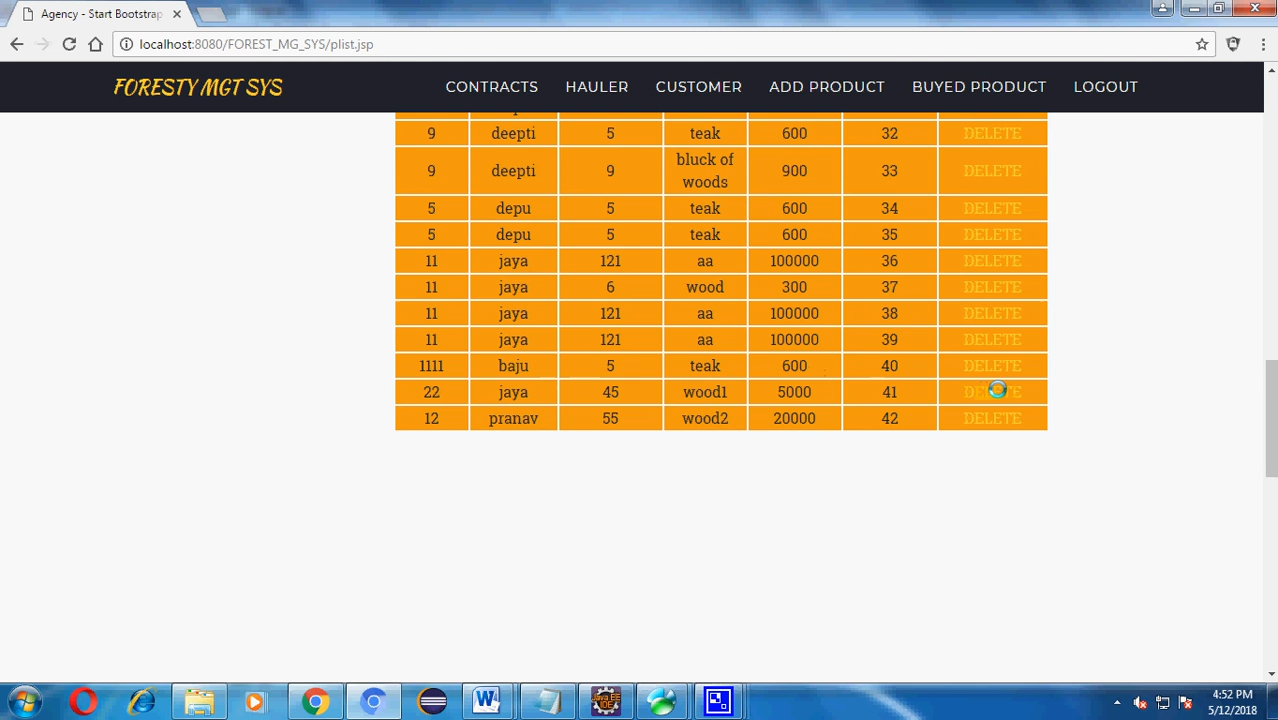 Agency - Start Bootstrap
localhost:8080/FOREST_MG_SYS/plist.jsp
FORESTY MGT SYS CONTRACTS HAULER CUSTOMER ADD PRODUCT BUYED PRODUCT LOGOUT
9 deepti 5 teak 600 32 DELETE
9 deepti 9 bluck of woods 900 33 DELETE
5 depu 5 teak 600 34 DELETE
5 depu 5 teak 600 35 DELETE
11 jaya 121 aa 100000 36 DELETE
11 jaya 6 wood 300 37 DELETE
11 jaya 121 aa 100000 38 DELETE
11 jaya 121 aa 100000 39 DELETE
1111 baju 5 teak 600 40 DELETE
22 jaya 45 wood1 5000 41 DELETE
12 pranav 55 wood2 20000 42 DELETE
Java EE
IDE
4:52 PM
5/12/2018